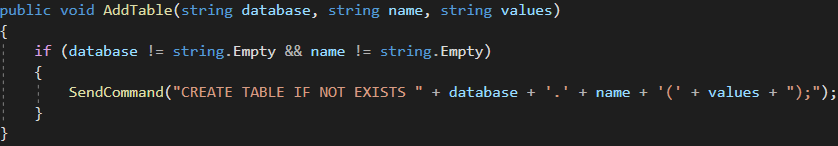 public void AddTable(string database, string name, string values)
{
if (database != string.Empty && name != string.Empty)
{
SendCommand("CREATE TABLE IF NOT EXISTS " + database + '.' + name + '(' + values + ");");
}
}